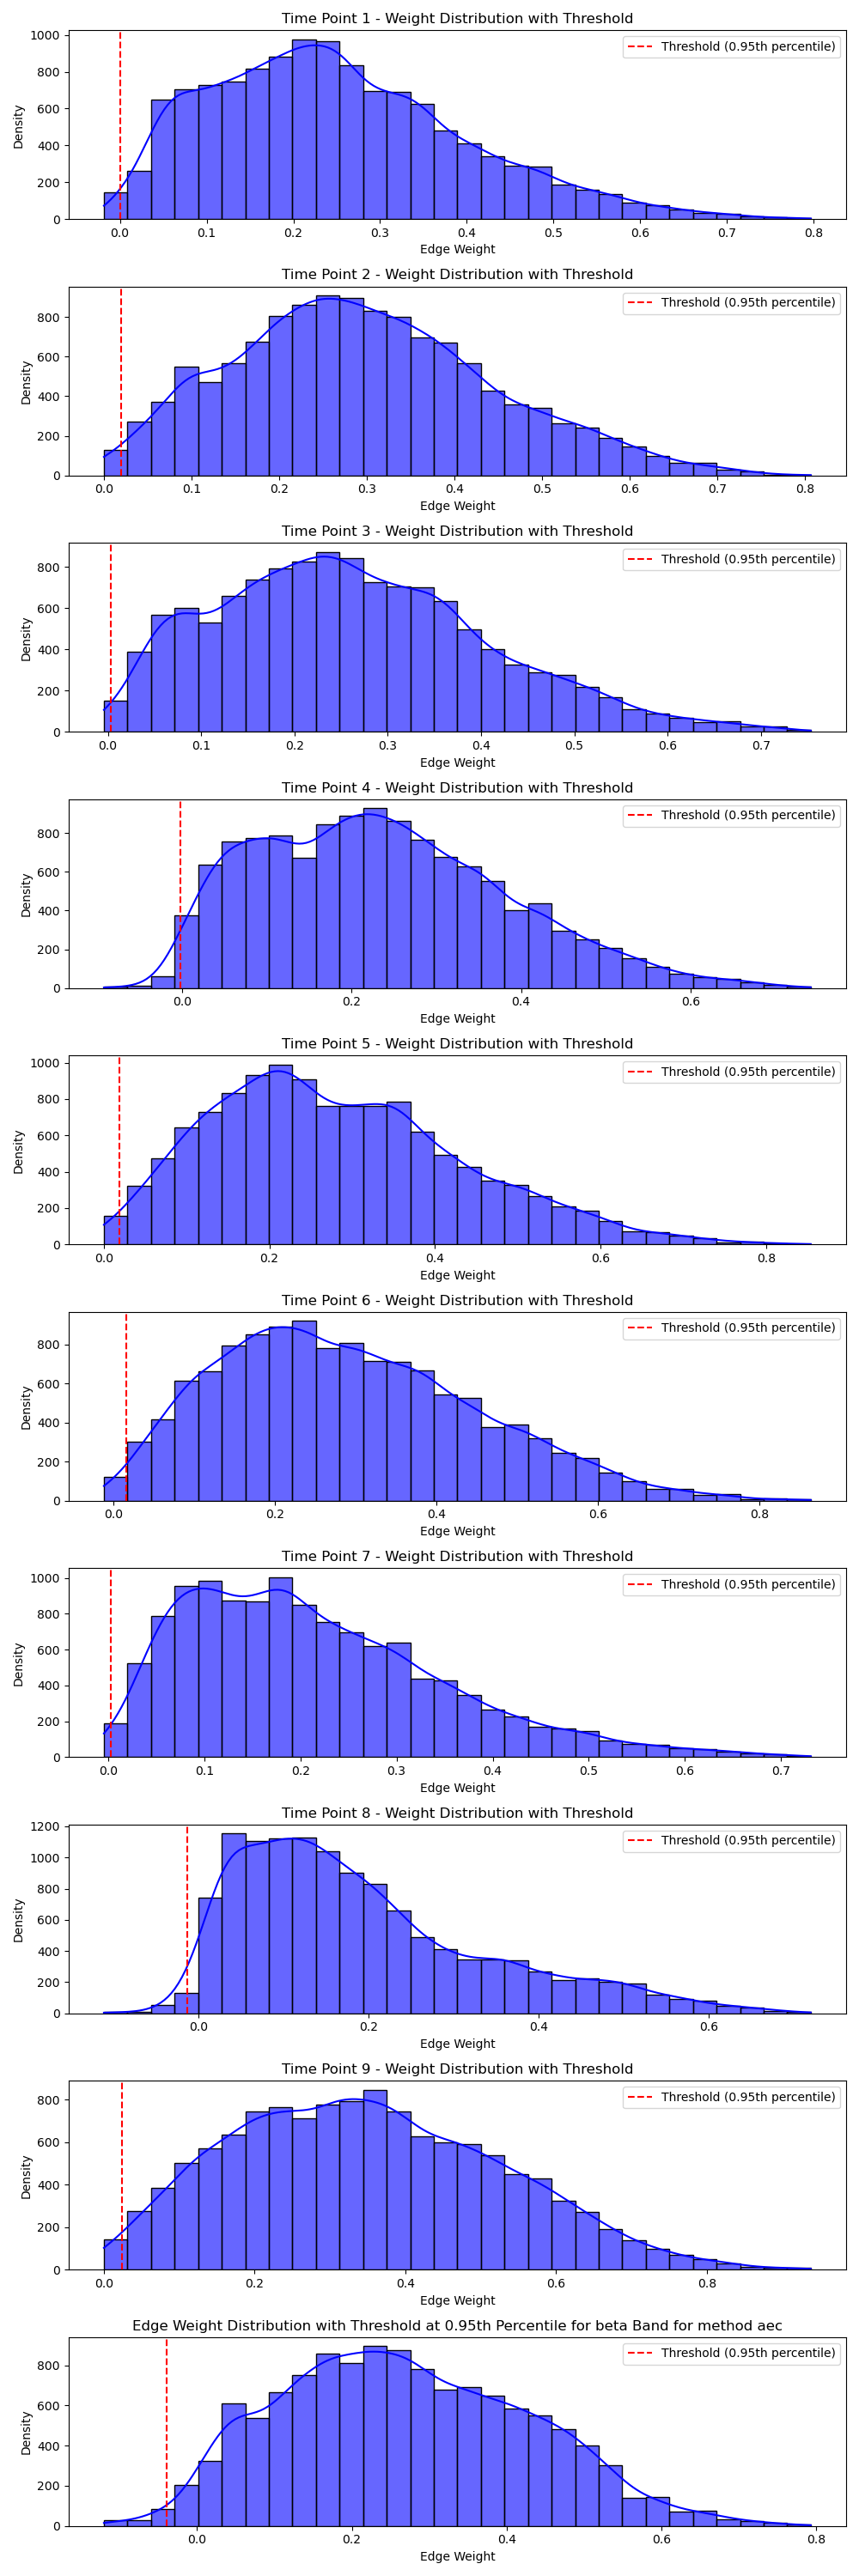 Time Point 1 - Weight Distribution with Threshold
1000
800
600
400
200
0
Density
Threshold (0.95th percentile)
0.0 0.1 0.2 0.3 0.4 0.5 0.6 0.7 0.8
Edge Weight
Time Point 2 - Weight Distribution with Threshold
800
600
400
200
0
Density
Threshold (0.95th percentile)
0.0 0.1 0.2 0.3 0.4 0.5 0.6 0.7 0.8
Edge Weight
Time Point 3 - Weight Distribution with Threshold
800
600
400
200
0
Density
Threshold (0.95th percentile)
0.0 0.1 0.2 0.3 0.4 0.5 0.6 0.7
Edge Weight
Time Point 4 - Weight Distribution with Threshold
800
600
400
200
0
Density
Threshold (0.95th percentile)
0.0 0.2 0.4 0.6
Edge Weight
Time Point 5 - Weight Distribution with Threshold
1000
800
600
400
200
0
Density
Threshold (0.95th percentile)
0.0 0.2 0.4 0.6 0.8
Edge Weight
Time Point 6 - Weight Distribution with Threshold
800
600
400
200
0
Density
Threshold (0.95th percentile)
0.0 0.2 0.4 0.6 0.8
Edge Weight
Time Point 7 - Weight Distribution with Threshold
1000
800
600
400
200
0
Density
Threshold (0.95th percentile)
0.0 0.1 0.2 0.3 0.4 0.5 0.6 0.7
Edge Weight
Time Point 8 - Weight Distribution with Threshold
1200
1000
800
600
400
200
0
Density
Threshold (0.95th percentile)
0.0 0.2 0.4 0.6
Edge Weight
Time Point 9 - Weight Distribution with Threshold
800
600
400
200
0
Density
Threshold (0.95th percentile)
0.0 0.2 0.4 0.6 0.8
Edge Weight
Edge Weight Distribution with Threshold at 0.95th Percentile for beta Band for method aec
800
600
400
200
0
Density
Threshold (0.95th percentile)
0.0 0.2 0.4 0.6 0.8
Edge Weight